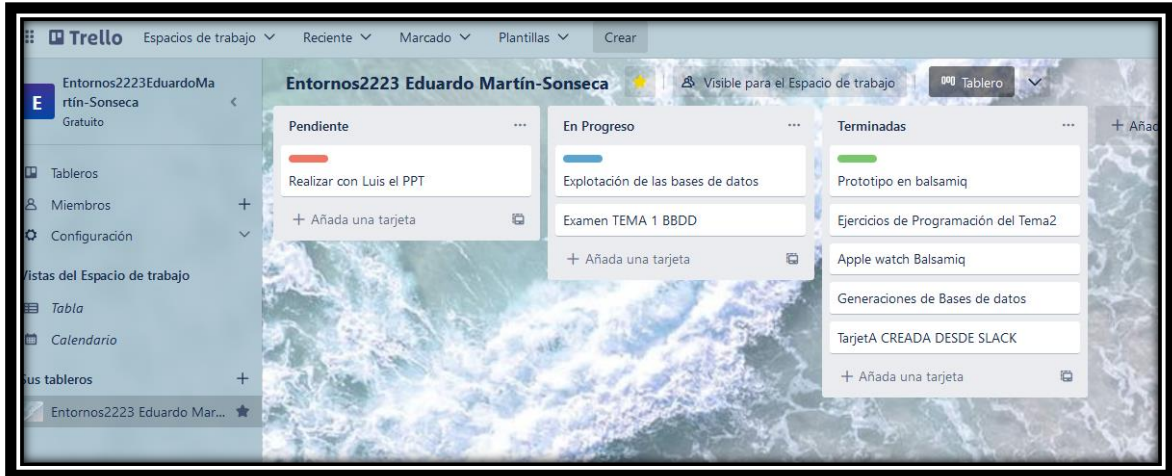 Trello
Espacios de trabajo
Reciente
Marcado
Plantillas
Crear
E
Entornos2223EduardoMa
rtín-Sonseca
Gratuito
Tableros
Miembros
Configuración
Vistas del Espacio de trabajo
Tabla
Calendario
Sus tableros
Entornos2223 Eduardo Mar...
Entornos2223 Eduardo Martín-Sonseca
Visible para el Espacio de trabajo
Tablero
Pendiente
Realizar con Luis el PPT
+ Añada una tarjeta
En Progreso
Explotación de las bases de datos
Examen TEMA 1 BBDD
+ Añada una tarjeta
Terminadas
Prototipo en balsamiq
Ejercicios de Programación del Tema2
Apple watch Balsamiq
Generaciones de Bases de datos
TarjetA CREADA DESDE SLACK
+ Añada una tarjeta
+ Añad